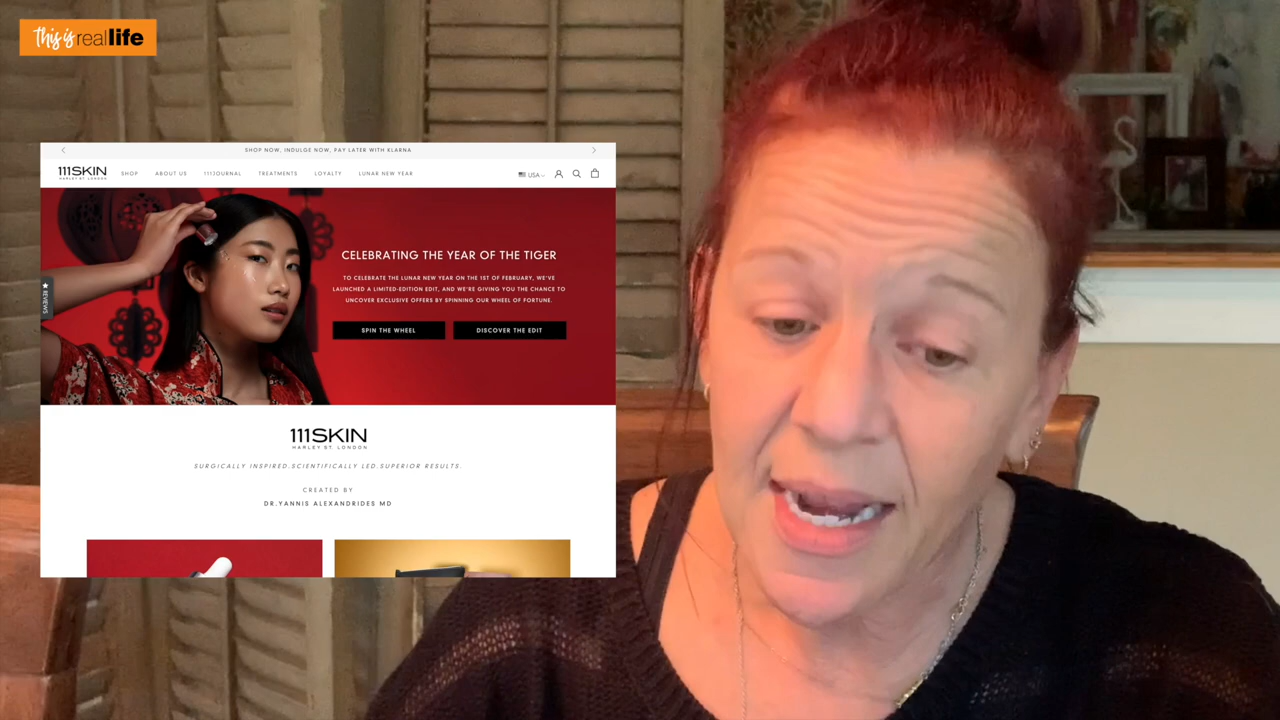 this is real life
SHOP NOW, INDULGE NOW, PAY LATER WITH KLARNA
111SKIN
HARLEY ST. LONDON
SHOP ABOUT US 111JOURNAL TREATMENTS LOYALTY LUNAR NEW YEAR USA
CELEBRATING THE YEAR OF THE TIGER
TO CELEBRATE THE LUNAR NEW YEAR ON THE 1ST OF FEBRUARY, WE'VE
LAUNCHED A LIMITED-EDITION EDIT, AND WE'RE GIVING YOU THE CHANCE TO
UNCOVER EXCLUSIVE OFFERS BY SPINNING OUR WHEEL OF FORTUNE.
★ REVIEWS
SPIN THE WHEEL DISCOVER THE EDIT
111SKIN
HARLEY ST. LONDON
SURGICALLY INSPIRED.SCIENTIFICALLY LED.SUPERIOR RESULTS.
CREATED BY
DR.YANNIS ALEXANDRIDES MD